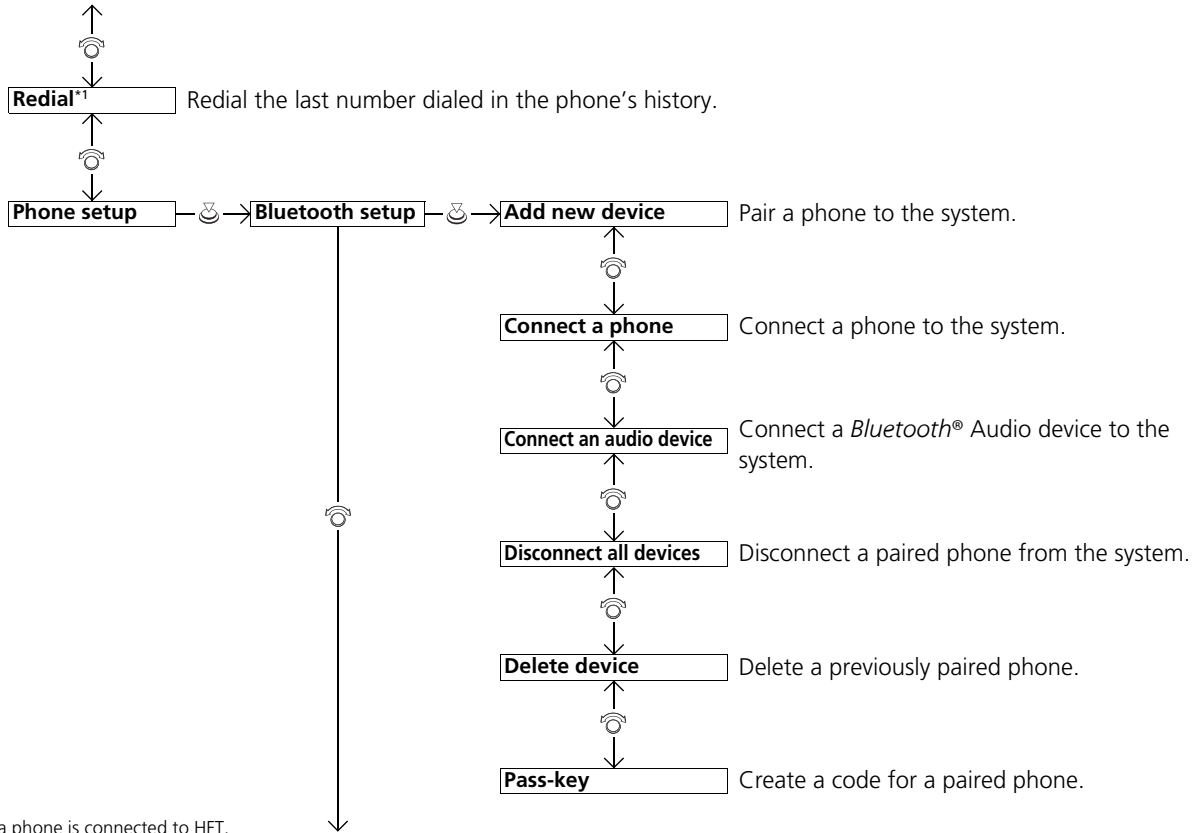 Redial*1 Redial the last number dialed in the phone's history.
Phone setup Bluetooth setup Add new device Pair a phone to the system.
Connect a phone Connect a phone to the system.
Connect an audio device Connect a Bluetooth® Audio device to the
system.
Disconnect all devices Disconnect a paired phone from the system.
Delete device Delete a previously paired phone.
Pass-key Create a code for a paired phone.
a phone is connected to HFT.